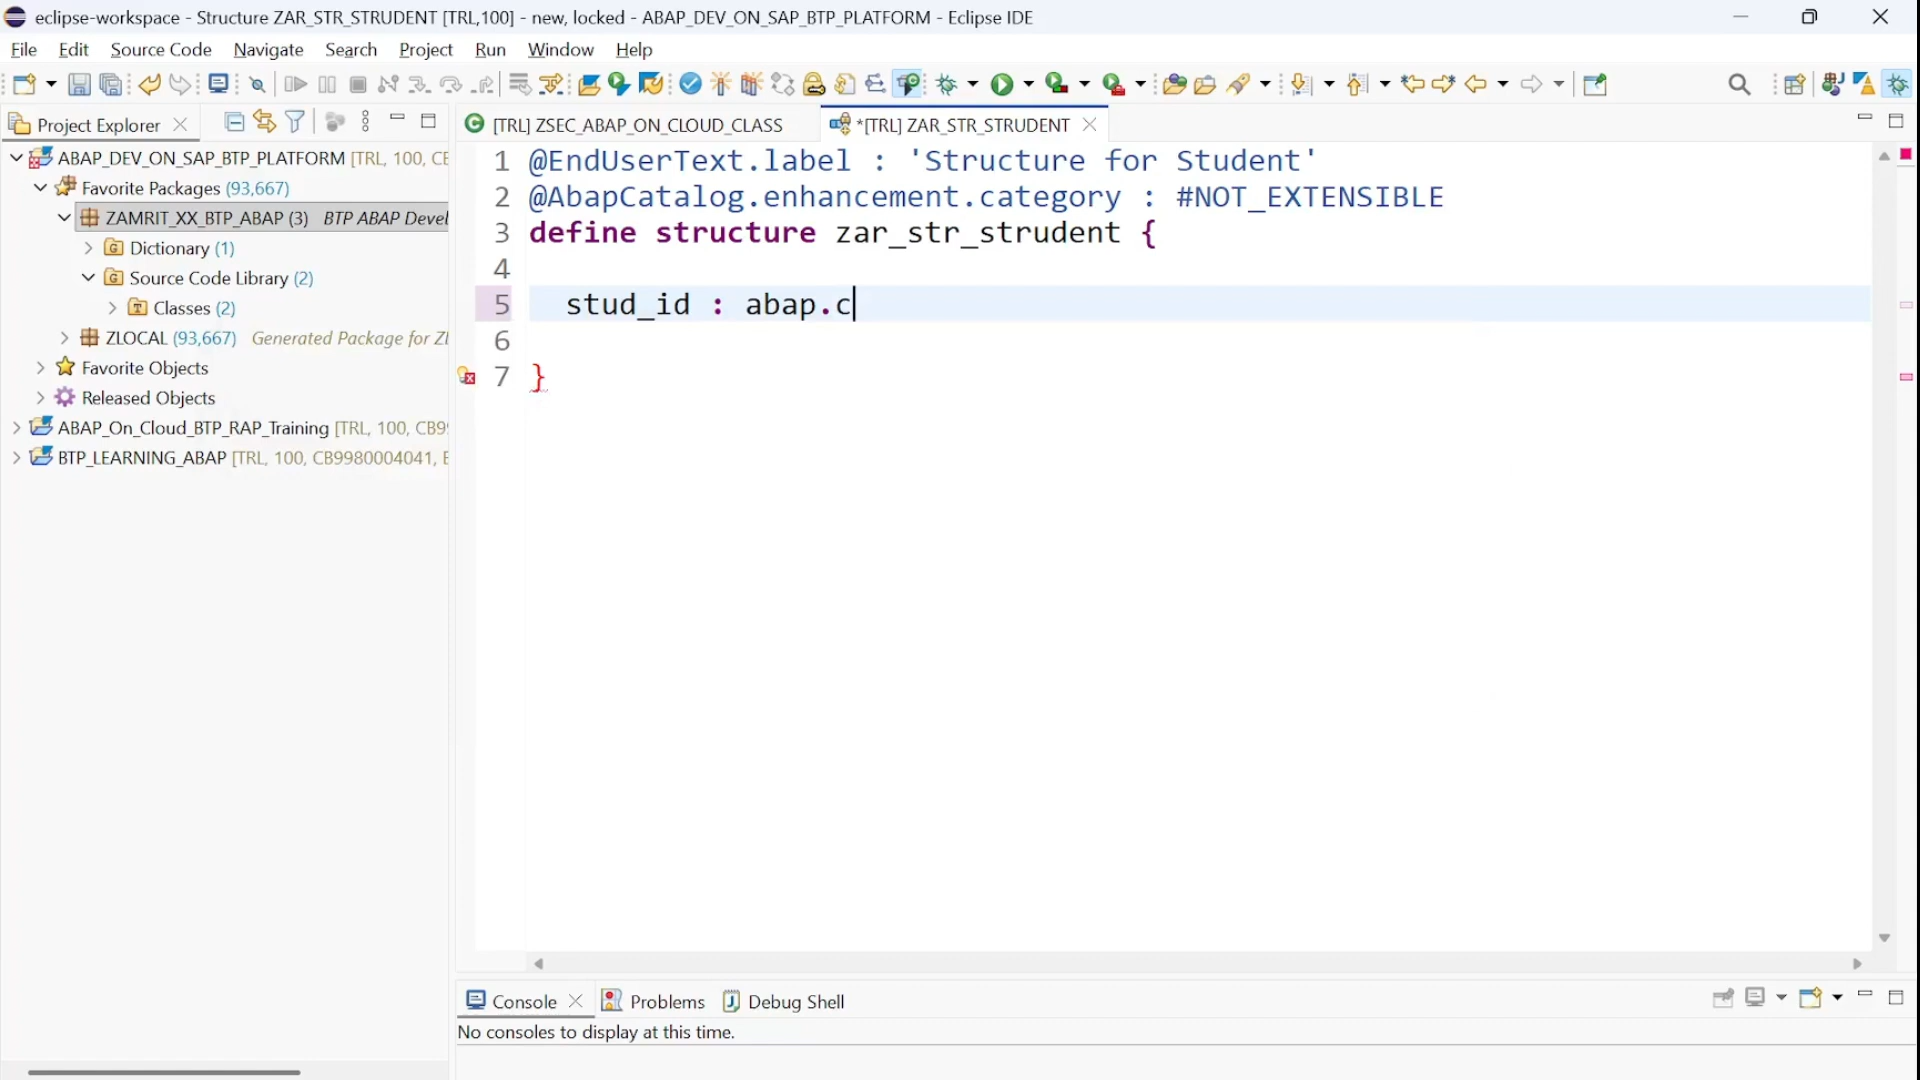 eclipse-workspace - Structure ZAR_STR_STRUDENT [TRL,100] - new, locked - ABAP_DEV_ON_SAP_BTP_PLATFORM - Eclipse IDE
File Edit Source Code Navigate Search Project Run Window Help
Project Explorer
[TRL] ZSEC_ABAP_ON_CLOUD_CLASS
*[TRL] ZAR_STR_STRUDENT
ABAP_DEV_ON_SAP_BTP_PLATFORM [TRL, 100, CE
Favorite Packages (93,667)
ZAMRIT_XX_BTP_ABAP (3) BTP ABAP Devel
Dictionary (1)
Source Code Library (2)
Classes (2)
ZLOCAL (93,667) Generated Package for Zl
Favorite Objects
Released Objects
ABAP_On_Cloud_BTP_RAP_Training [TRL, 100, CB9
BTP_LEARNING_ABAP [TRL, 100, CB9980004041, E
1 @EndUserText.label : 'Structure for Student'
2 @AbapCatalog.enhancement.category : #NOT_EXTENSIBLE
3 define structure zar_str_strudent {
4
5 stud_id : abap.c
6
7 }
Console Problems Debug Shell
No consoles to display at this time.